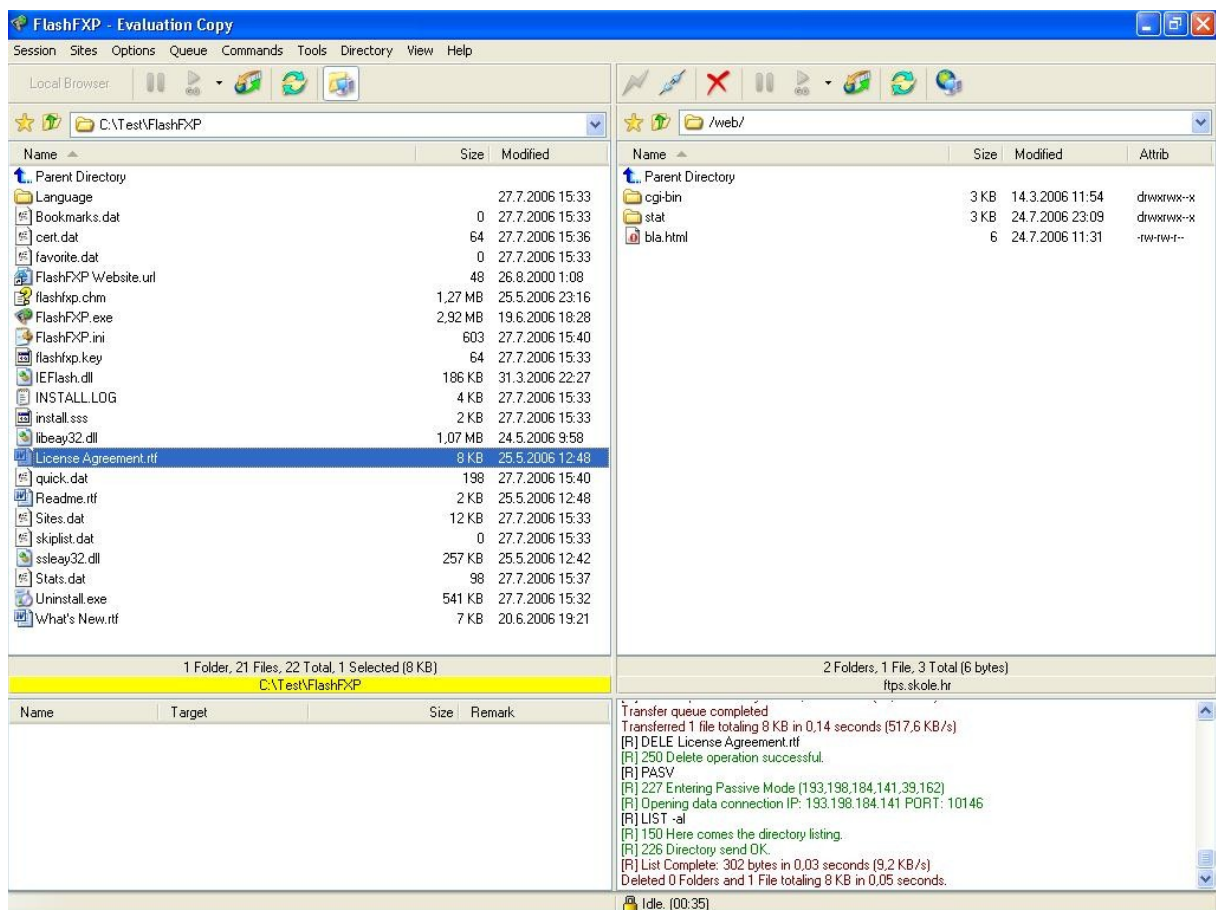 FlashFXP - Evaluation Copy
Session Sites Options Queue Commands Tools Directory View Help
Local Browser
C:\Test\FlashFXP
Name Size Modified
Parent Directory
Language 27.7.2006 15:33
Bookmarks.dat 0 27.7.2006 15:33
cert.dat 64 27.7.2006 15:36
favorite.dat 0 27.7.2006 15:33
FlashFXP Website.url 48 26.8.2000 1:08
flashfxp.chm 1,27 MB 25.5.2006 23:16
FlashFXP.exe 2,92 MB 19.6.2006 18:28
FlashFXP.ini 603 27.7.2006 15:40
flashfxp.key 64 27.7.2006 15:33
IEFlash.dll 186 KB 31.3.2006 22:27
INSTALL.LOG 4 KB 27.7.2006 15:33
install.sss 2 KB 27.7.2006 15:33
libeay32.dll 1,07 MB 24.5.2006 9:58
License Agreement.rtf 8 KB 25.5.2006 12:48
quick.dat 198 27.7.2006 15:40
Readme.rtf 2 KB 25.5.2006 12:48
Sites.dat 12 KB 27.7.2006 15:33
skiplist.dat 0 27.7.2006 15:33
ssleay32.dll 257 KB 25.5.2006 12:42
Stats.dat 98 27.7.2006 15:37
Uninstall.exe 541 KB 27.7.2006 15:32
What's New.rtf 7 KB 20.6.2006 19:21
1 Folder, 21 Files, 22 Total, 1 Selected (8 KB)
C:\Test\FlashFXP
/web/
Name Size Modified Attrib
Parent Directory
cgi-bin 3 KB 14.3.2006 11:54 drwxrwx--x
stat 3 KB 24.7.2006 23:09 drwxrwx--x
bla.html 6 24.7.2006 11:31 -rw-rw-r--
2 Folders, 1 File, 3 Total (6 bytes)
ftps.skole.hr
Name Target Size Remark
Transfer queue completed
Transferred 1 file totaling 8 KB in 0,14 seconds (517,6 KB/s)
[R] DELE License Agreement.rtf
[R] 250 Delete operation successful.
[R] PASV
[R] 227 Entering Passive Mode (193,198,184,141,39,162)
[R] Opening data connection IP: 193.198.184.141 PORT: 10146
[R] LIST -al
[R] 150 Here comes the directory listing.
[R] 226 Directory send OK.
[R] List Complete: 302 bytes in 0,03 seconds (9,2 KB/s)
Deleted 0 Folders and 1 File totaling 8 KB in 0,05 seconds.
Idle. (00:35)